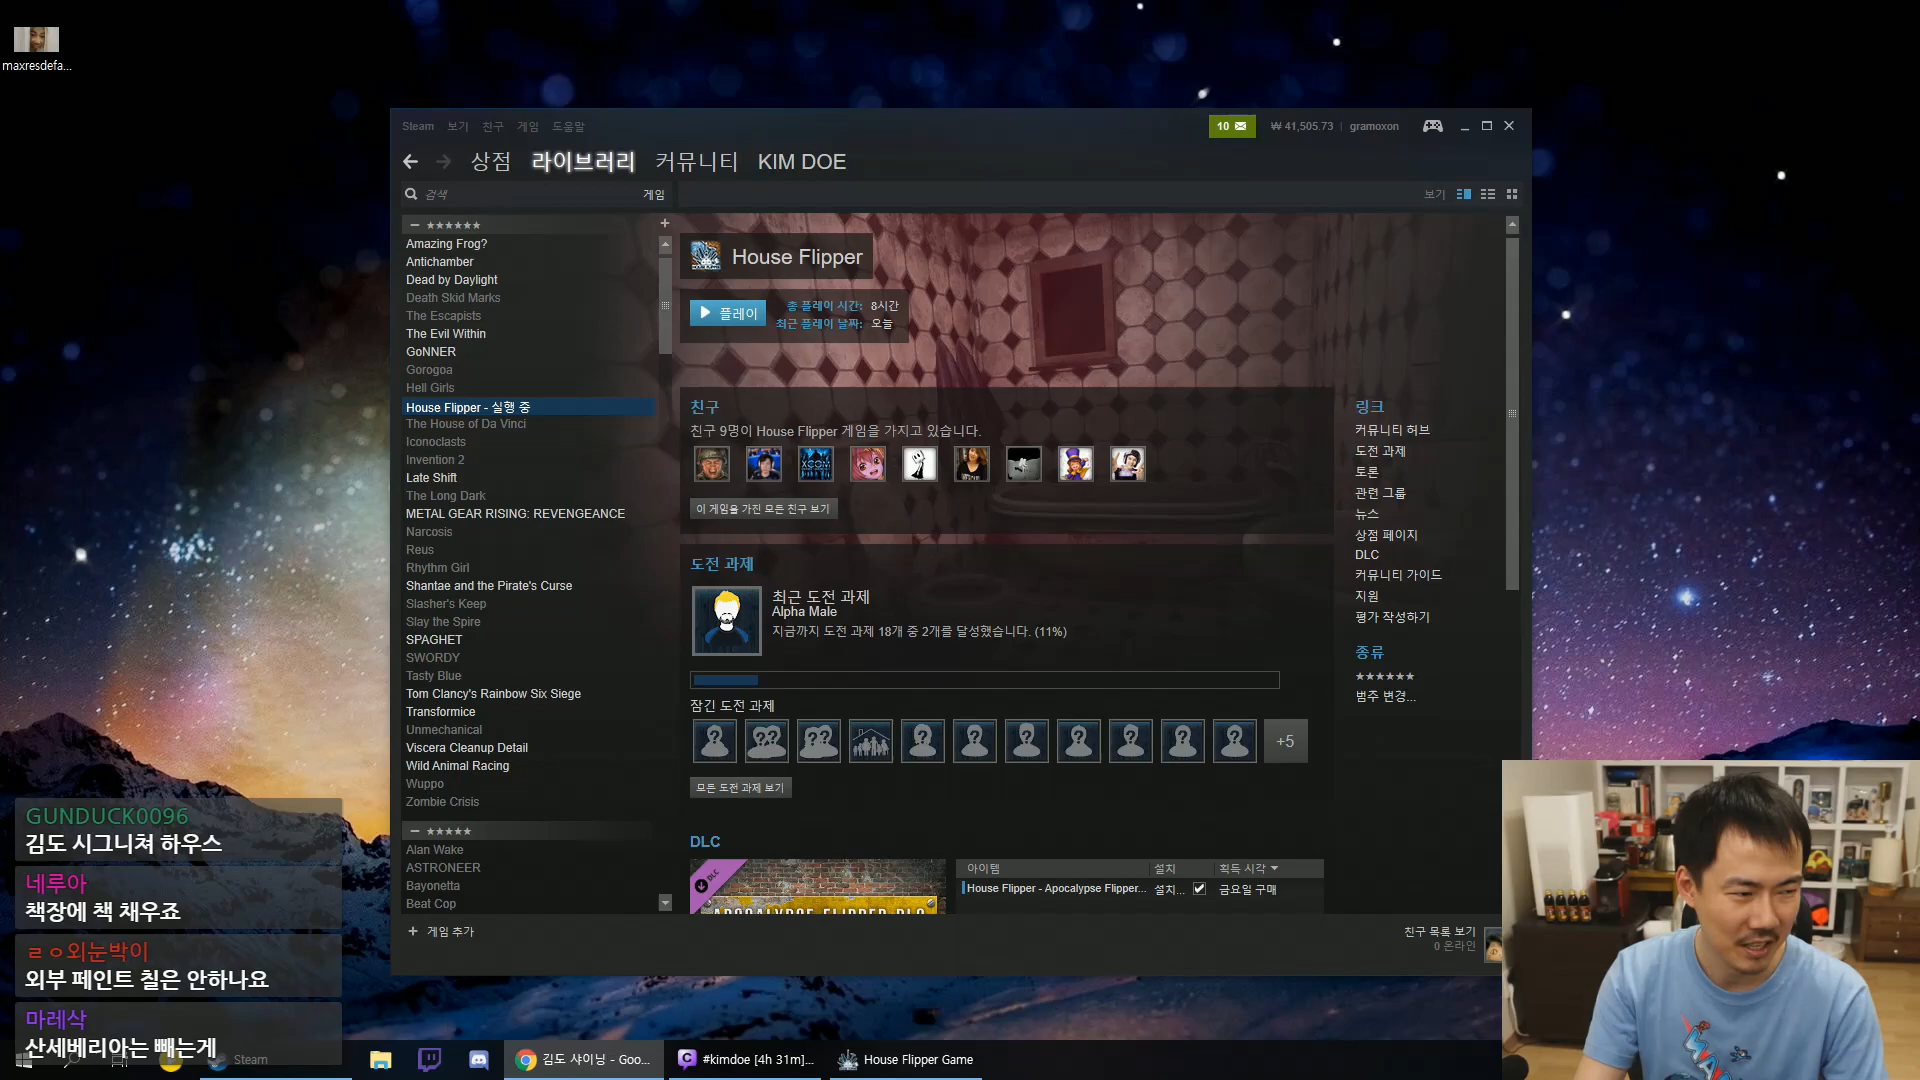 maxresdefa...
Steam 보기 친구 게임 도움말
10
₩ 41,505.73 | gramoxon
상점 라이브러리 커뮤니티 KIM DOE
검색
게임
보기
★★★★★★
Amazing Frog?
Antichamber
Dead by Daylight
Death Skid Marks
The Escapists
The Evil Within
GoNNER
Gorogoa
Hell Girls
House Flipper - 실행 중
The House of Da Vinci
Iconoclasts
Invention 2
Late Shift
The Long Dark
METAL GEAR RISING: REVENGEANCE
Narcosis
Reus
Rhythm Girl
Shantae and the Pirate's Curse
Slasher's Keep
Slay the Spire
SPAGHET
SWORDY
Tasty Blue
Tom Clancy's Rainbow Six Siege
Transformice
Unmechanical
Viscera Cleanup Detail
Wild Animal Racing
Wuppo
Zombie Crisis
★★★★★
Alan Wake
ASTRONEER
Bayonetta
Beat Cop
+ 게임 추가
House Flipper
플레이
총 플레이 시간: 8시간
최근 플레이 날짜: 오늘
친구
친구 9명이 House Flipper 게임을 가지고 있습니다.
XCOM
이 게임을 가진 모든 친구 보기
도전 과제
최근 도전 과제
Alpha Male
지금까지 도전 과제 18개 중 2개를 달성했습니다. (11%)
잠긴 도전 과제
+5
모든 도전 과제 보기
DLC
DLC
APOCALYPSE FLIPPER DLC
아이템 설치 획득 시각
House Flipper - Apocalypse Flipper... 설치... 금요일 구매
링크
커뮤니티 허브
도전 과제
토론
관련 그룹
뉴스
상점 페이지
DLC
커뮤니티 가이드
지원
평가 작성하기
종류
★★★★★★
범주 변경...
친구 목록 보기
0 온라인
GUNDUCK0096
김도 시그니쳐 하우스
네루아
책장에 책 채우죠
ㄹㅇ외눈박이
외부 페인트 칠은 안하나요
마레삭
산세베리아는 빼는게
Steam
김도 샤이닝 - Goo...
#kimdoe [4h 31m]...
House Flipper Game